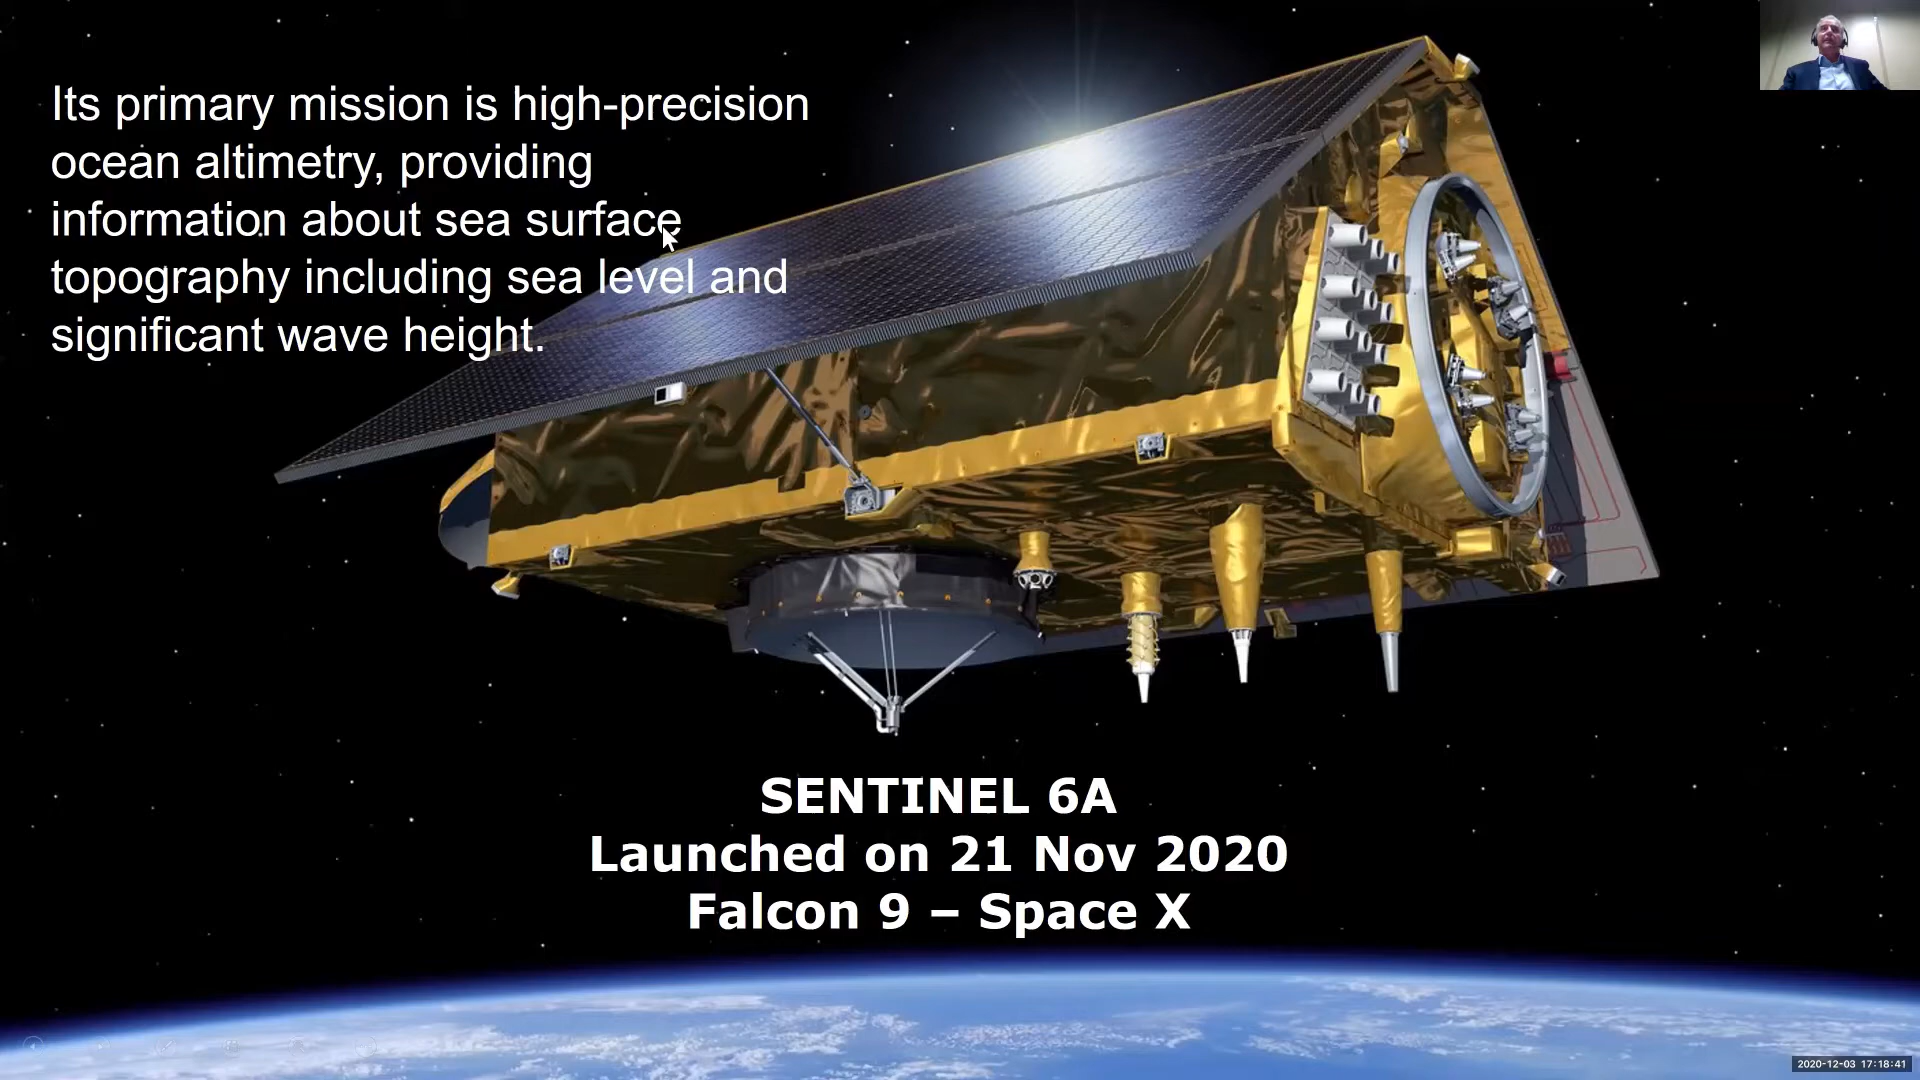 Its primary mission is high-precision
ocean altimetry, providing
information about sea surface
topography including sea level and
significant wave height.
SENTINEL 6A
Launched on 21 Nov 2020
Falcon 9 – Space X
2020-12-03 17:18:41